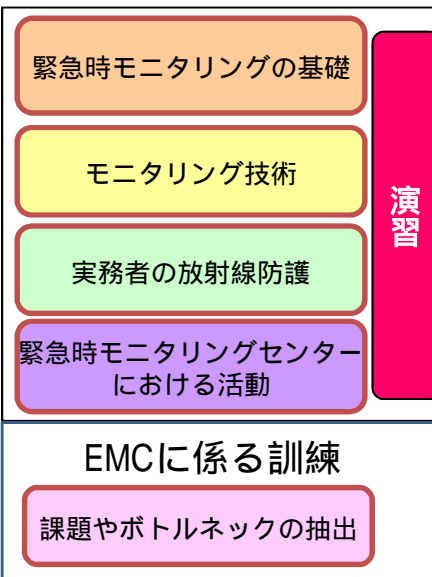 緊急時モニタリングの基礎
モニタリング技術
実務者の放射線防護
緊急時モニタリングセンター
における活動
演習
EMCに係る訓練
課題やボトルネックの抽出